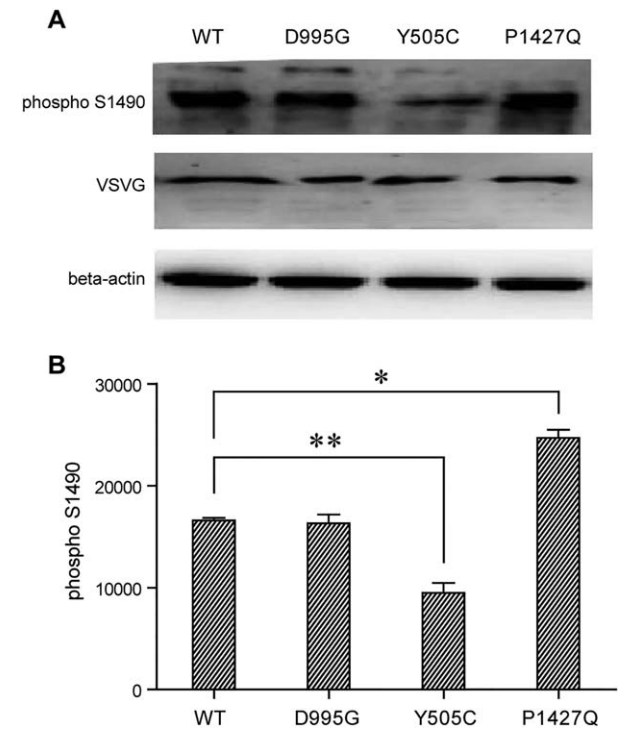 A
WT D995G Y505C P1427Q
phospho S1490
VSVG
beta-actin
B
30000
20000
10000
0
phospho S1490
*
**
WT D995G Y505C P1427Q